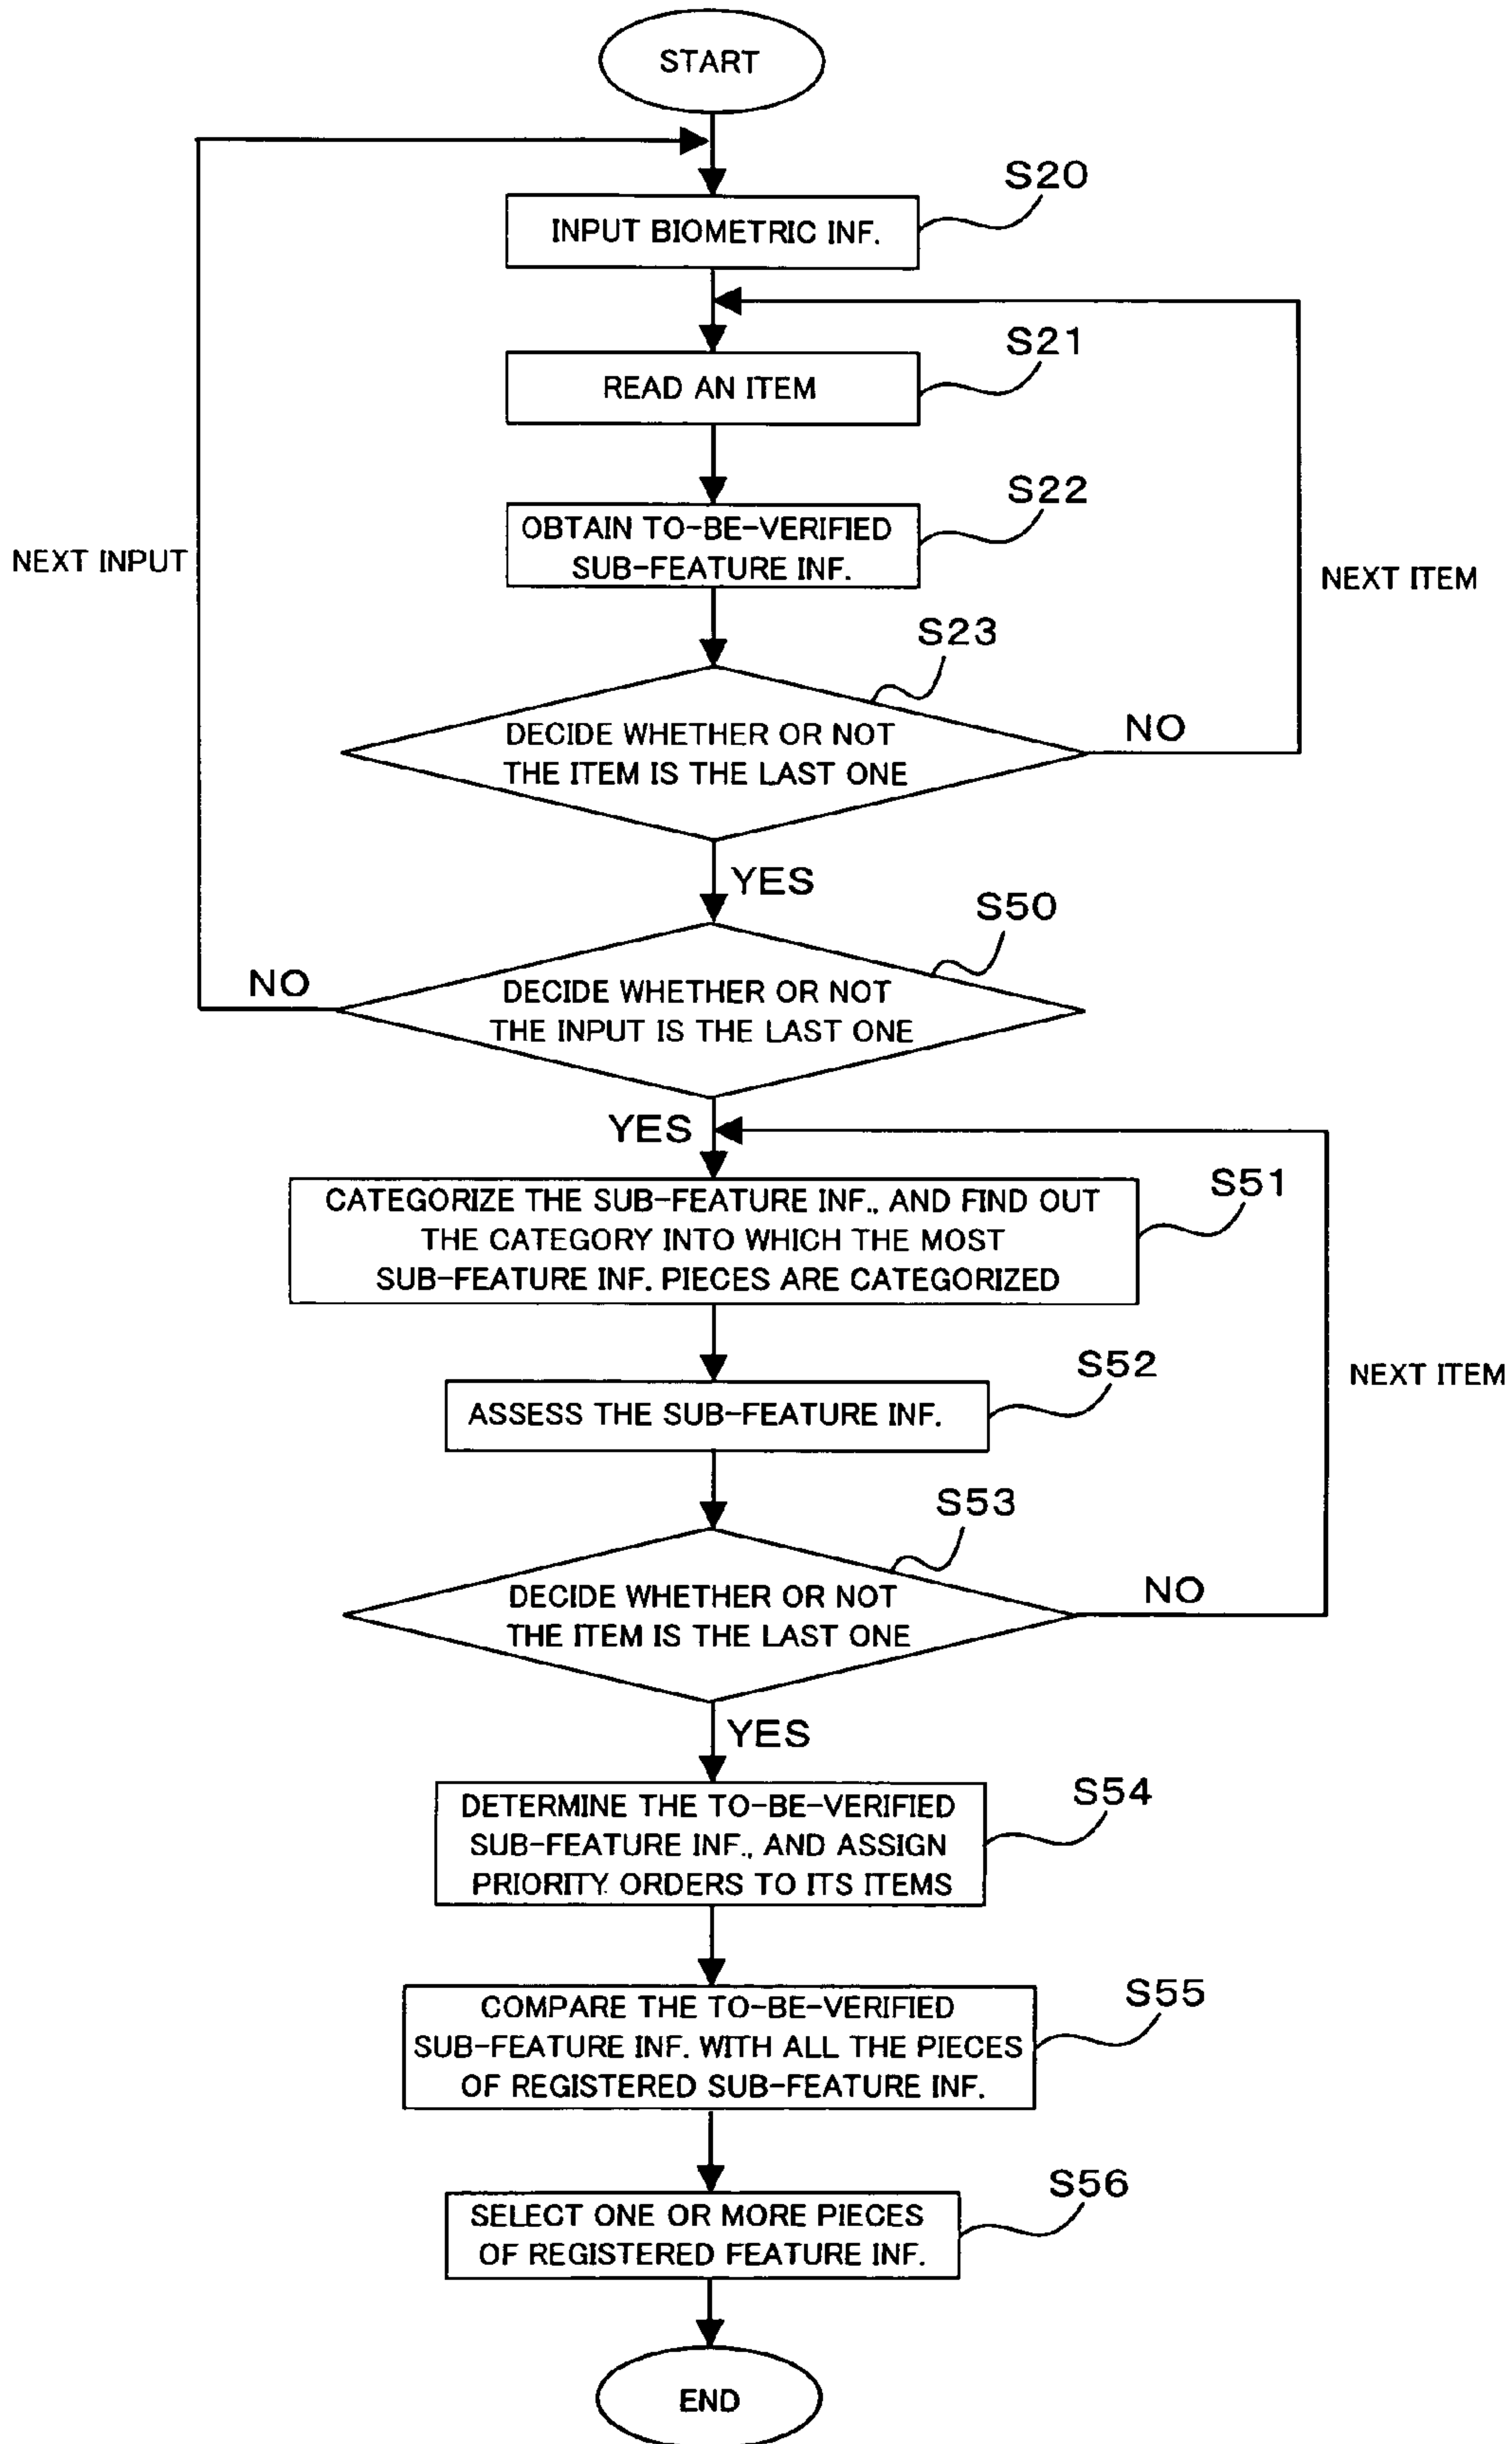 START
S20
INPUT BIOMETRIC INF.
S21
READ AN ITEM
S22
OBTAIN TO-BE-VERIFIED
SUB-FEATURE INF.
NEXT INPUT
NEXT ITEM
S23
DECIDE WHETHER OR NOT
THE ITEM IS THE LAST ONE
NO
YES
S50
DECIDE WHETHER OR NOT
THE INPUT IS THE LAST ONE
NO
YES
S51
CATEGORIZE THE SUB-FEATURE INF., AND FIND OUT
THE CATEGORY INTO WHICH THE MOST
SUB-FEATURE INF. PIECES ARE CATEGORIZED
S52
ASSESS THE SUB-FEATURE INF.
NEXT ITEM
S53
DECIDE WHETHER OR NOT
THE ITEM IS THE LAST ONE
NO
YES
S54
DETERMINE THE TO-BE-VERIFIED
SUB-FEATURE INF., AND ASSIGN
PRIORITY ORDERS TO ITS ITEMS
S55
COMPARE THE TO-BE-VERIFIED
SUB-FEATURE INF. WITH ALL THE PIECES
OF REGISTERED SUB-FEATURE INF.
S56
SELECT ONE OR MORE PIECES
OF REGISTERED FEATURE INF.
END